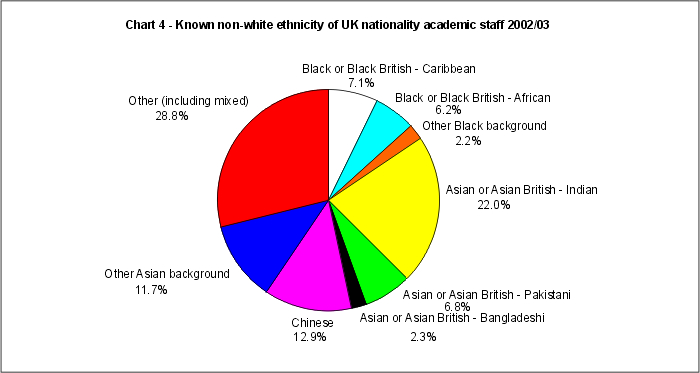 Chart 4 - Known non-white ethnicity of UK nationality academic staff 2002/03
Black or Black British - Caribbean
7.1%
Black or Black British - African
6.2%
Other Black background
2.2%
Asian or Asian British - Indian
22.0%
Asian or Asian British - Pakistani
6.8%
Asian or Asian British - Bangladeshi
2.3%
Chinese
12.9%
Other Asian background
11.7%
Other (including mixed)
28.8%